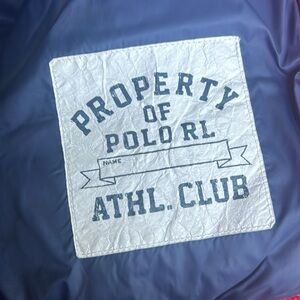 PROPERTY
OF
POLO RL
NAME
ATHL. CLUB